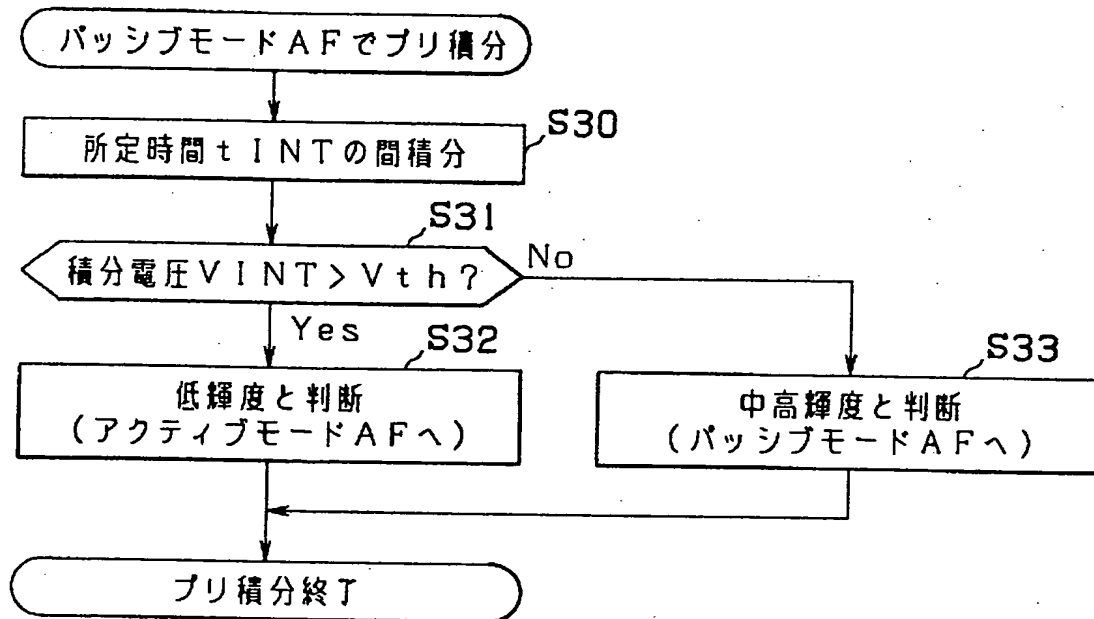 パッシブモードAFでプリ積分
S30
所定時間tINTの間積分
S31
積分電圧VINT>Vth?
No
Yes
S32
低輝度と判断
(アクティブモードAFへ)
S33
中高輝度と判断
(パッシブモードAFへ)
プリ積分終了